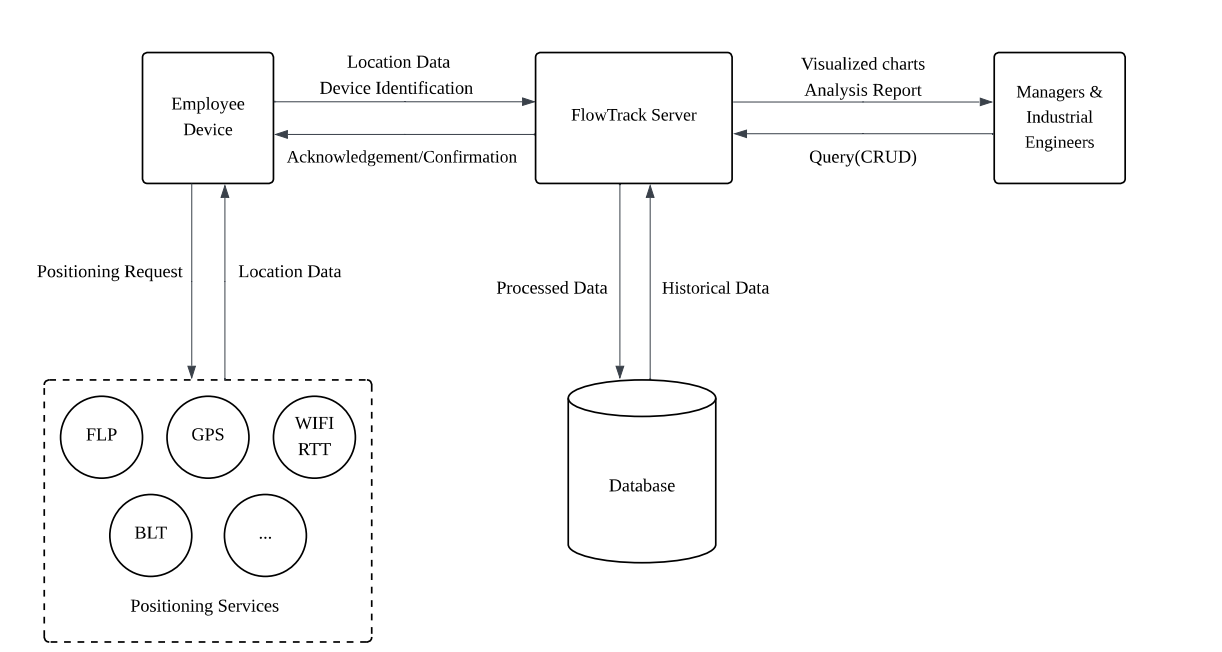 Employee
Device
Location Data
Device Identification
Acknowledgement/Confirmation
FlowTrack Server
Visualized charts
Analysis Report
Query(CRUD)
Managers &
Industrial
Engineers
Positioning Request
Location Data
Processed Data
Historical Data
FLP
GPS
WIFI
RTT
BLT
...
Positioning Services
Database